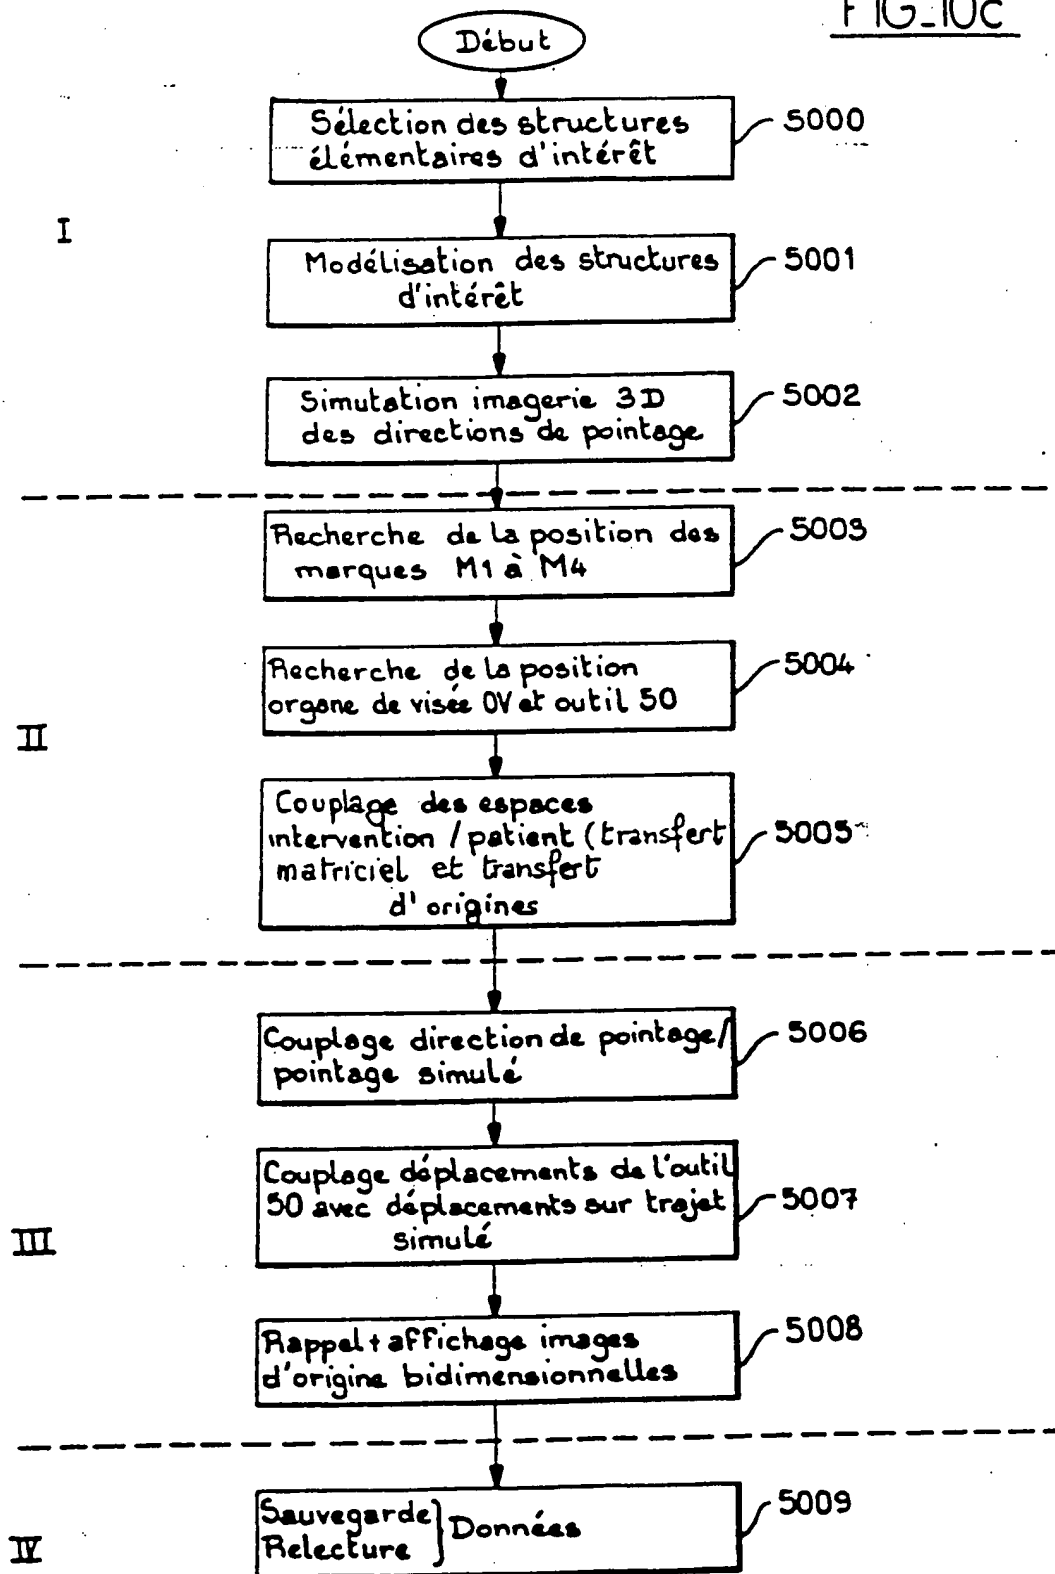 FIG_10c
Début
Sélection des structures
élémentaires d'intérêt
5000
I
Modélisation des structures
d'intérêt
5001
Simutation imagerie 3D
des directions de pointage
5002
Recherche de la position des
marques M1 à M4
5003
Recherche de la position
organe de visée OV et outil 50
5004
II
Couplage des espaces
intervention / patient (transfert
matriciel et transfert
d'origines
5005
Couplage direction de pointage/
pointage simulé
5006
Couplage déplacements de l'outil
50 avec déplacements sur trajet
simulé
5007
III
Rappel + affichage images
d'origine bidimensionnelles
5008
Sauvegarde
Relecture } Données
5009
IV